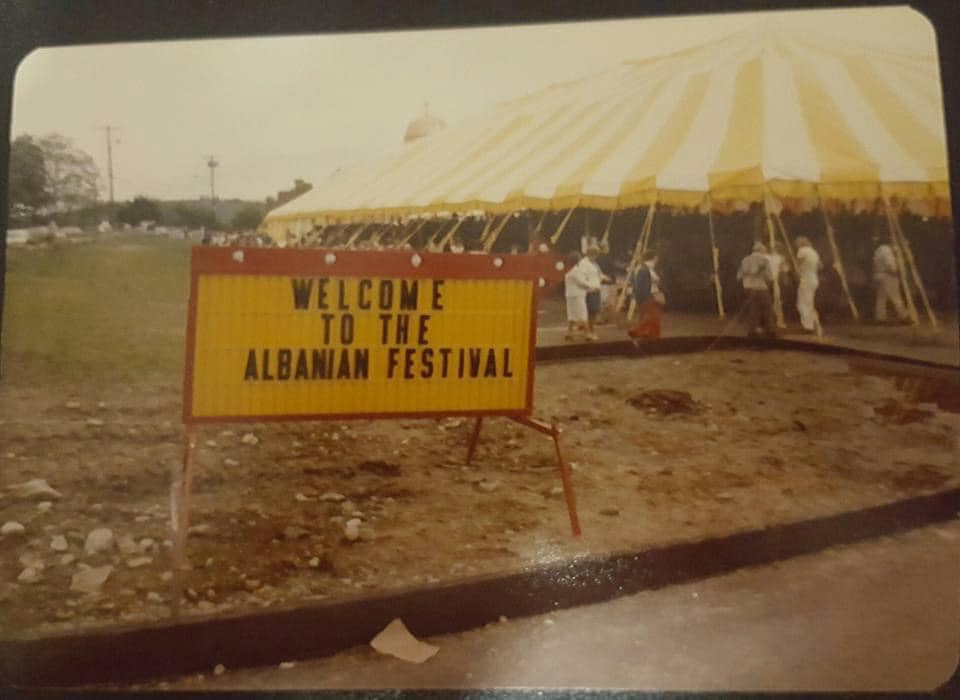 WELCOME
TO THE
ALBANIAN FESTIVAL